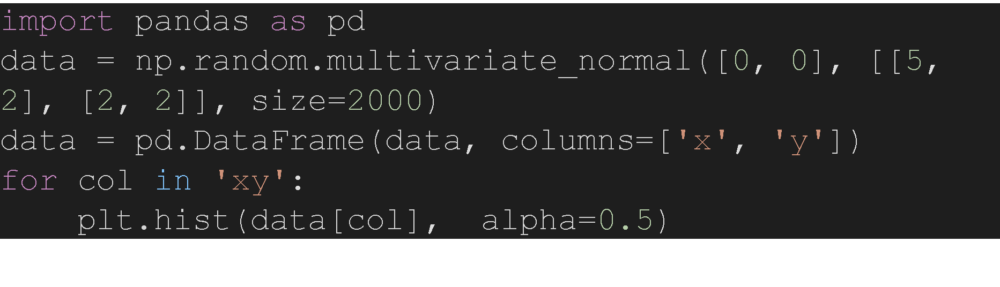 import pandas as pd
data = np.random.multivariate_normal([0, 0], [[5,
2], [2, 2]], size=2000)
data = pd.DataFrame(data, columns=['x', 'y'])
for col in 'xy':
    plt.hist(data[col],  alpha=0.5)